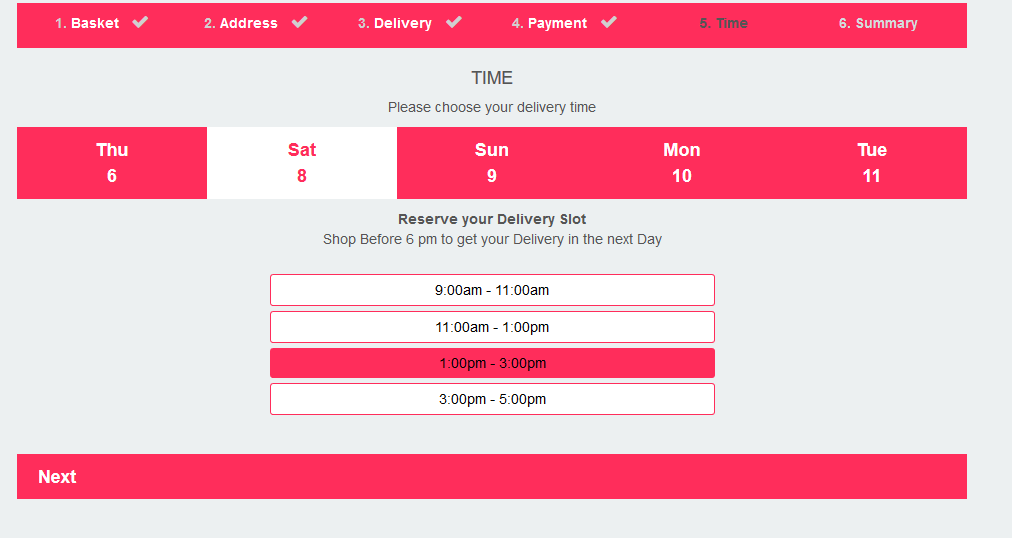 1. Basket 2. Address 3. Delivery 4. Payment 5. Time 6. Summary
TIME
Please choose your delivery time
Thu Sat Sun Mon Tue
6 8 9 10 11
Reserve your Delivery Slot
Shop Before 6 pm to get your Delivery in the next Day
9:00am - 11:00am
11:00am - 1:00pm
1:00pm - 3:00pm
3:00pm - 5:00pm
Next